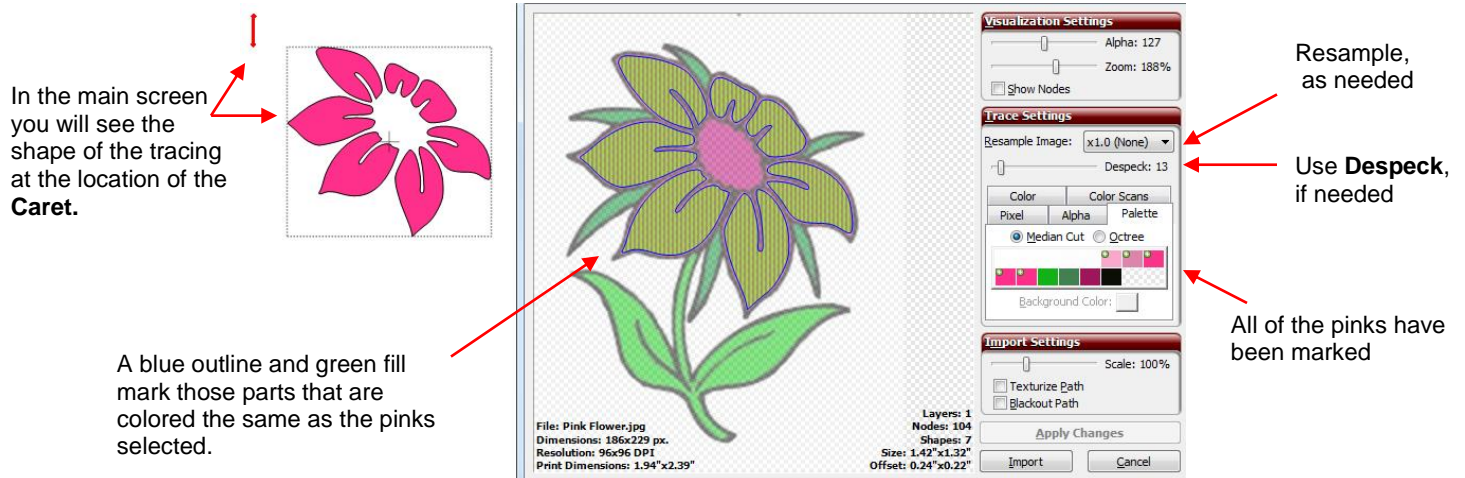 In the main screen
you will see the
shape of the tracing
at the location of the
Caret.
A blue outline and green fill
mark those parts that are
colored the same as the pinks
selected.
File: Pink Flower.jpg
Dimensions: 186x229 px.
Resolution: 96x96 DPI
Print Dimensions: 1.94"x2.39"
Layers: 1
Nodes: 104
Shapes: 7
Size: 1.42"x1.32"
Offset: 0.24"x0.22"
Visualization Settings
Alpha: 127
Zoom: 188%
Show Nodes
Trace Settings
Resample Image: x1.0 (None)
Despeck: 13
Color Color Scans
Pixel Alpha Palette
Median Cut Octree
Background Color:
Import Settings
Scale: 100%
Texturize Path
Blackout Path
Apply Changes
Import Cancel
Resample,
as needed
Use Despeck,
if needed
All of the pinks have
been marked